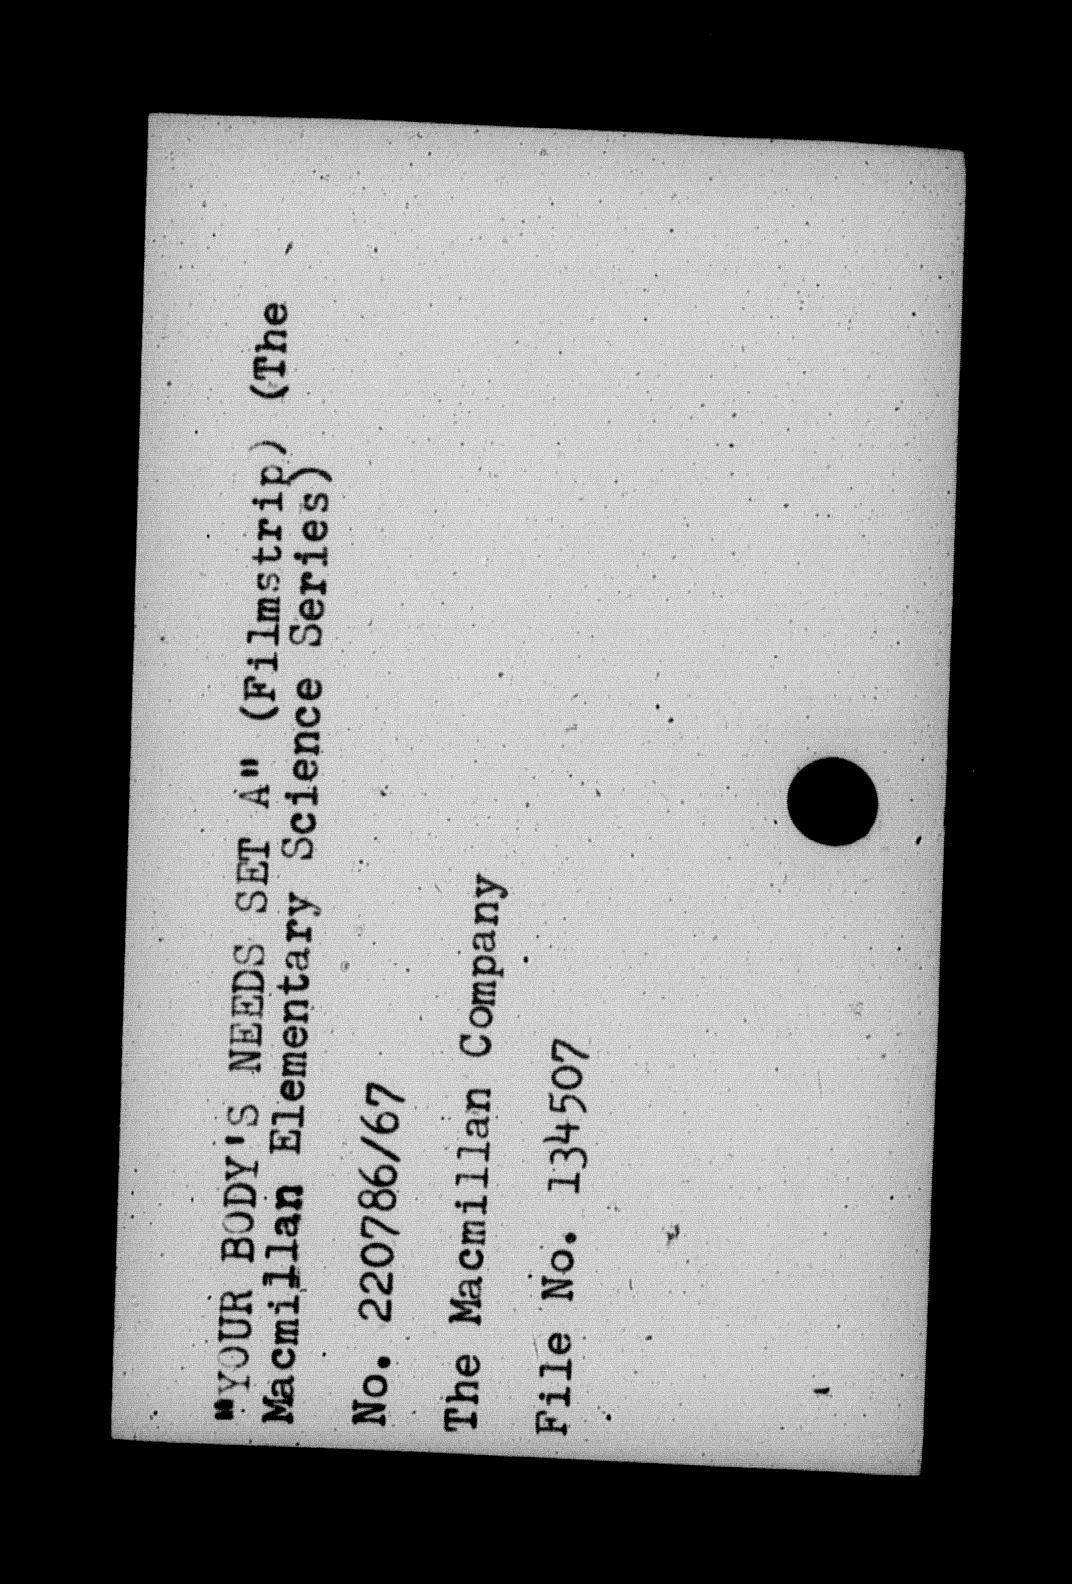 "YOUR BODY'S NEEDS SET A" (Filmstrip) (The
Macmillan Elementary Science Series)
No. 220786/67
The Macmillan Company
File No. 134507